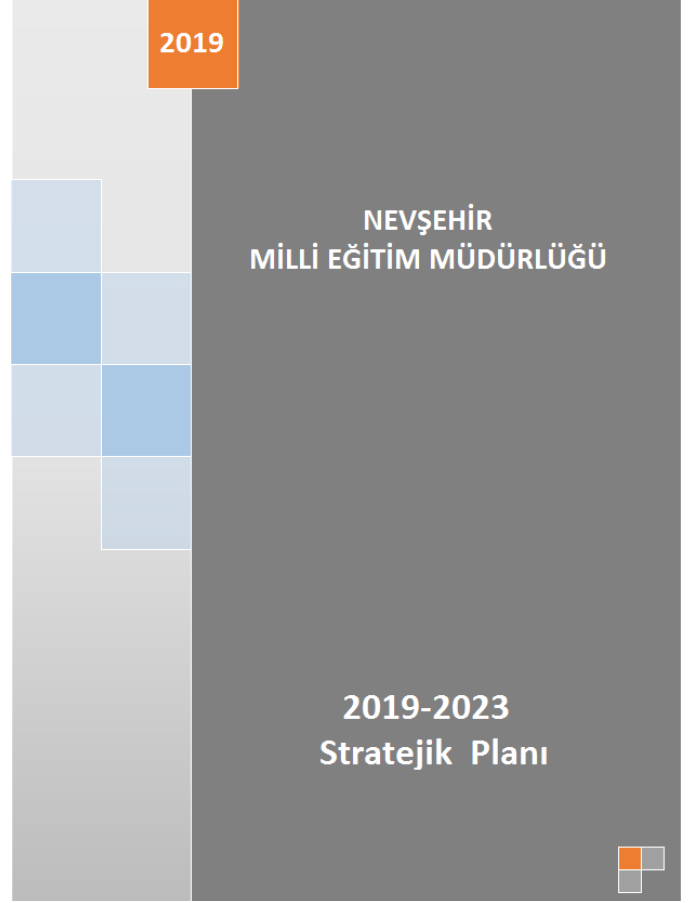 2019
NEVŞEHİR
MİLLİ EĞİTİM MÜDÜRLÜĞÜ
2019-2023
Stratejik Planı